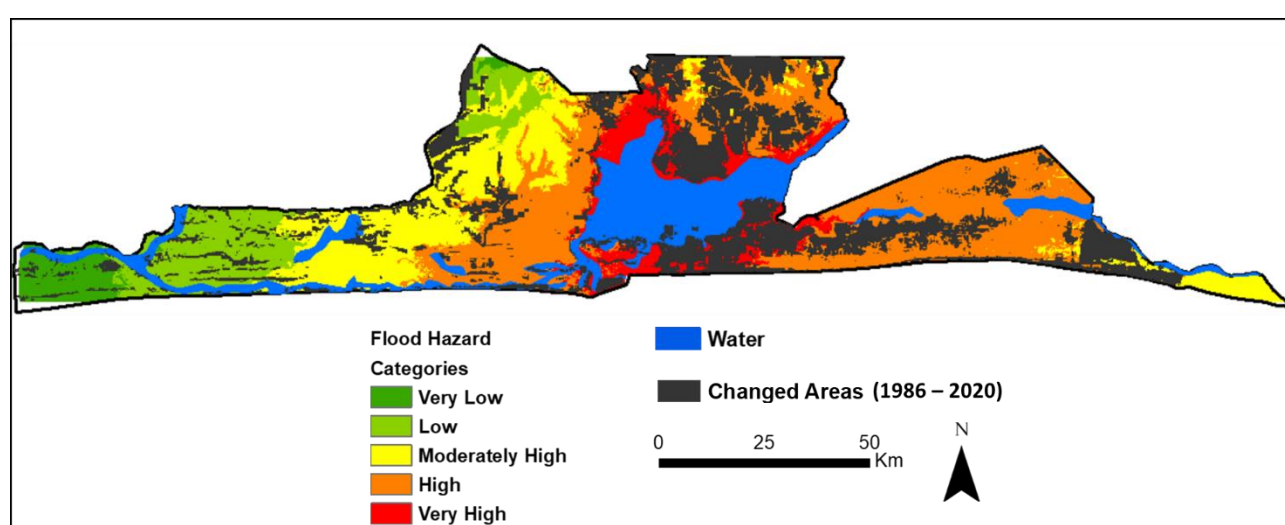 Flood Hazard
Categories
Very Low
Low
Moderately High
High
Very High
Water
Changed Areas (1986 – 2020)
0 25 50
Km
N